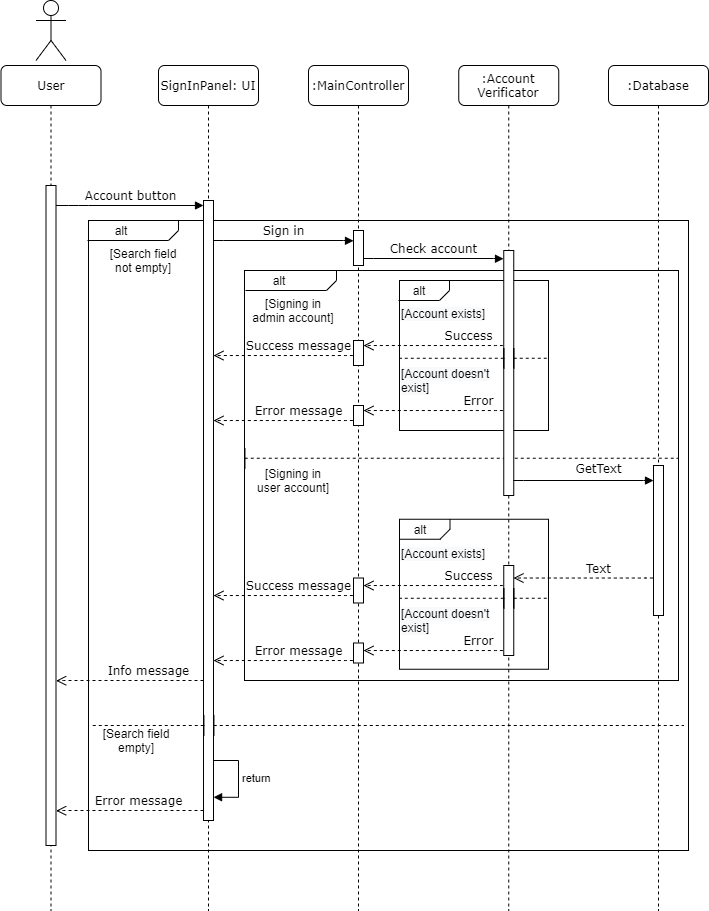 User
SignInPanel: UI
:MainController
:Account
Verificator
:Database
Account button
alt
Sign in
[Search field
not empty]
Check account
alt
alt
[Signing in
admin account]
[Account exists]
Success
Success message
[Account doesn't
exist]
Error
Error message
[Signing in
user account]
GetText
alt
[Account exists]
Text
Success
Success message
[Account doesn't
exist]
Error
Error message
Info message
[Search field
empty]
return
Error message